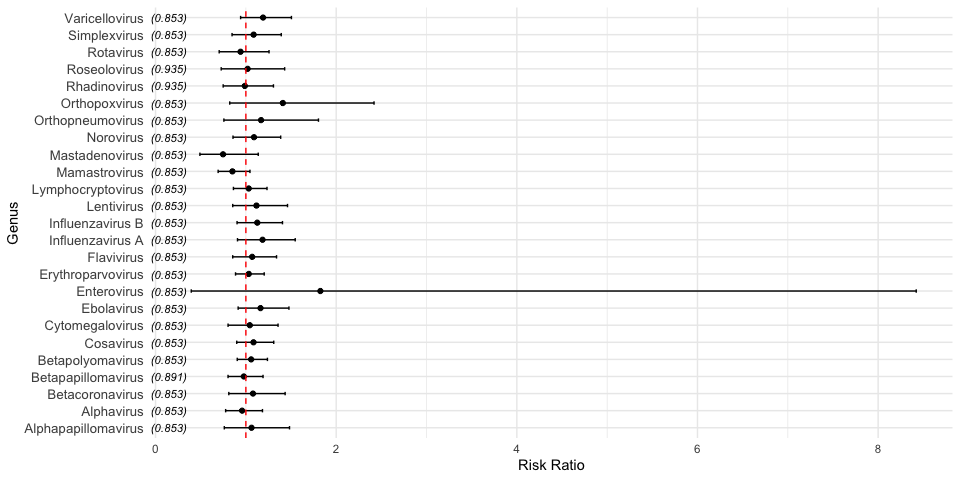 Varicellovirus (0.853)
Simplexvirus (0.853)
Rotavirus (0.853)
Roseolovirus (0.935)
Rhadinovirus (0.935)
Orthopoxvirus (0.853)
Orthopneumovirus (0.853)
Norovirus (0.853)
Mastadenovirus (0.853)
Mamastrovirus (0.853)
Lymphocryptovirus (0.853)
Lentivirus (0.853)
Influenzavirus B (0.853)
Influenzavirus A (0.853)
Flavivirus (0.853)
Erythroparvovirus (0.853)
Enterovirus (0.853)
Ebolavirus (0.853)
Cytomegalovirus (0.853)
Cosavirus (0.853)
Betapolyomavirus (0.853)
Betapapillomavirus (0.891)
Betacoronavirus (0.853)
Alphavirus (0.853)
Alphapapillomavirus (0.853)
Genus
0 2 4 6 8
Risk Ratio